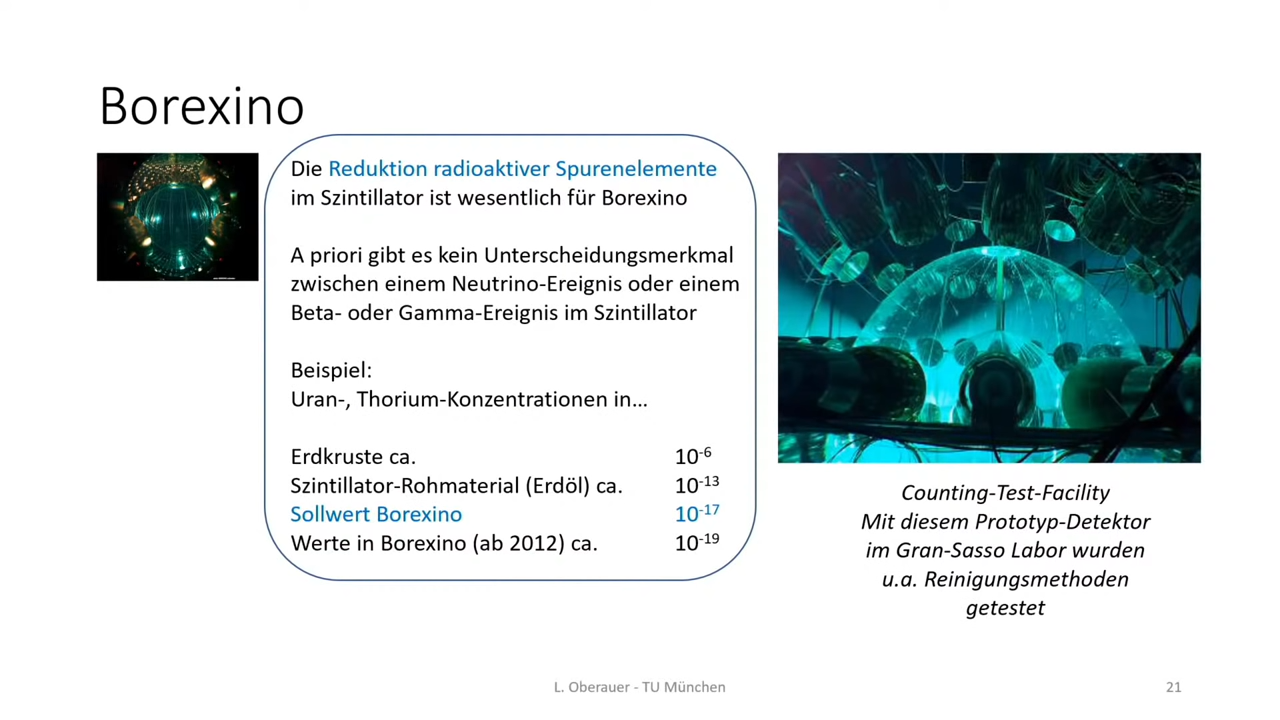 Borexino
Die Reduktion radioaktiver Spurenelemente
im Szintillator ist wesentlich für Borexino
A priori gibt es kein Unterscheidungsmerkmal
zwischen einem Neutrino-Ereignis oder einem
Beta- oder Gamma-Ereignis im Szintillator
Beispiel:
Uran-, Thorium-Konzentrationen in…
Erdkruste ca. 10⁻⁶
Szintillator-Rohmaterial (Erdöl) ca. 10⁻¹³
Sollwert Borexino 10⁻¹⁷
Werte in Borexino (ab 2012) ca. 10⁻¹⁹
Counting-Test-Facility
Mit diesem Prototyp-Detektor
im Gran-Sasso Labor wurden
u.a. Reinigungsmethoden
getestet
L. Oberauer - TU München
21